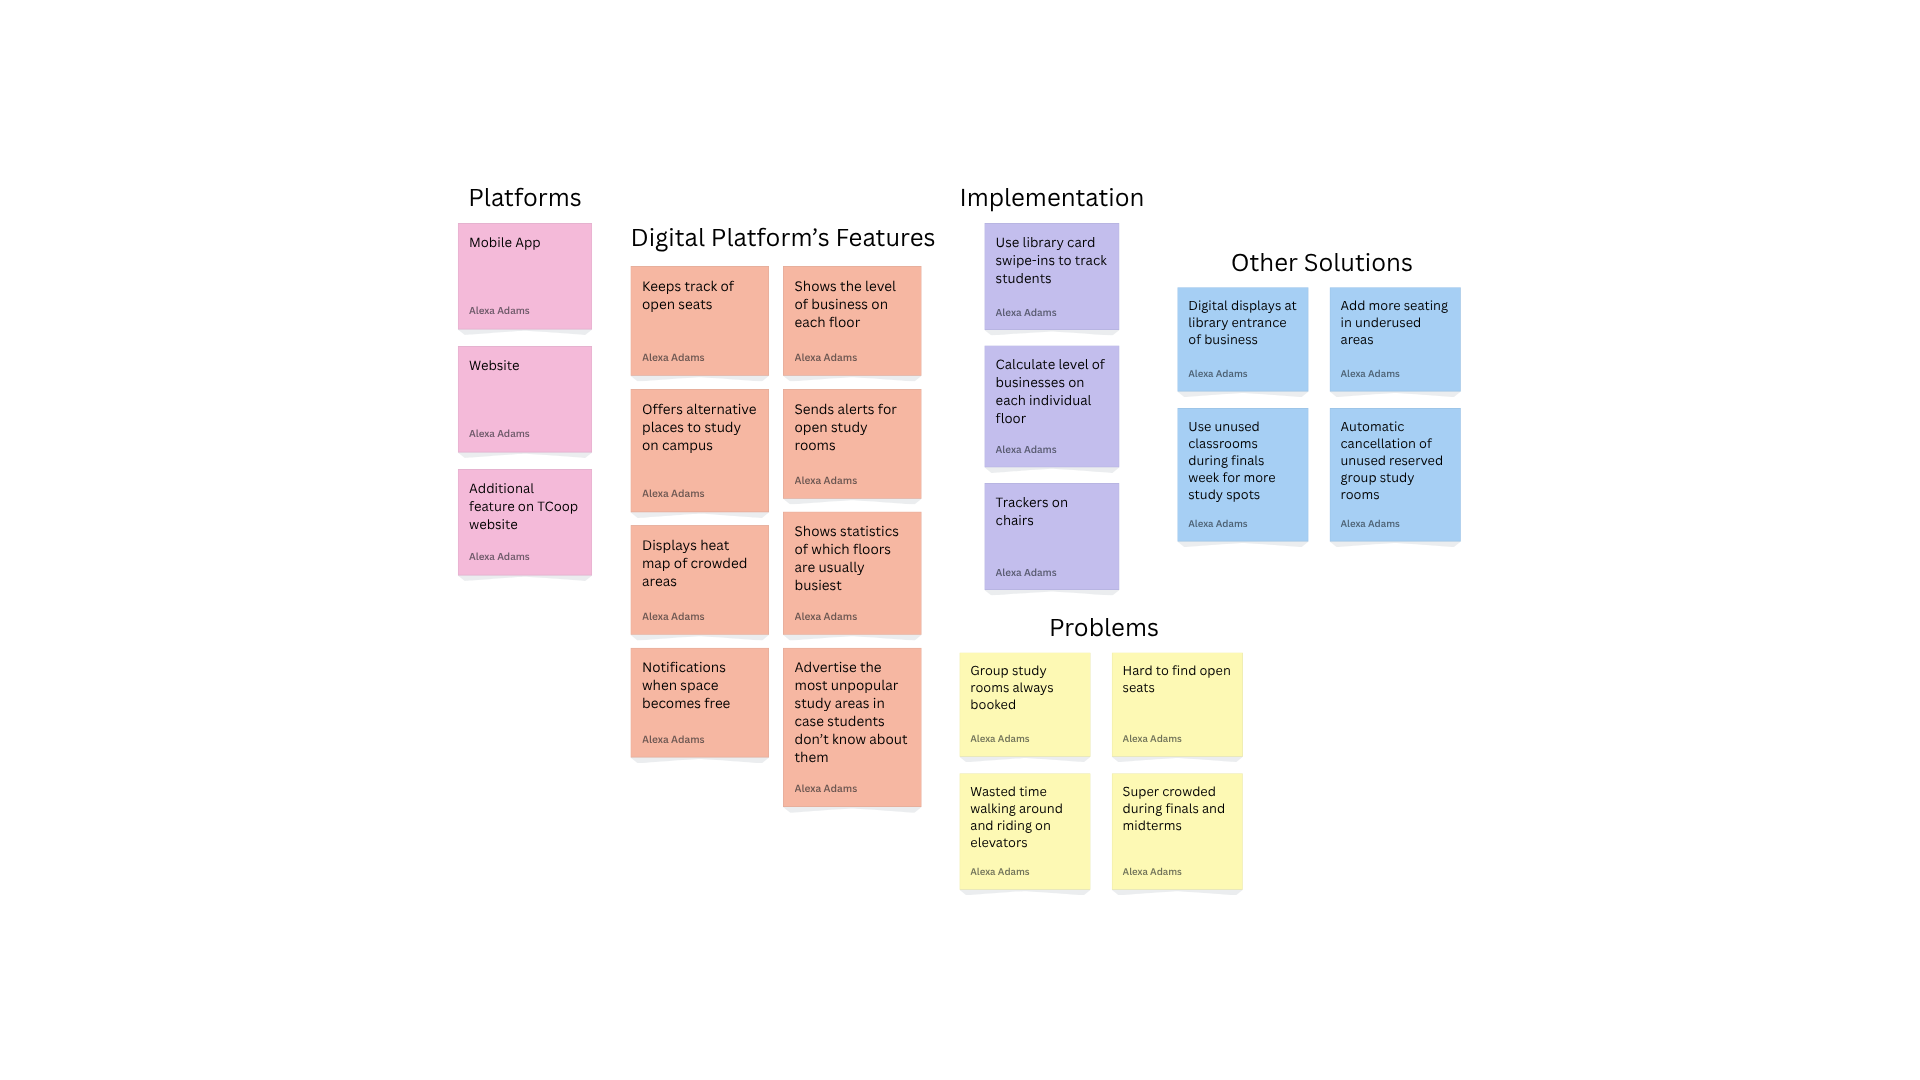 Platforms
Mobile App
Alexa Adams
Website
Alexa Adams
Additional
feature on TCoop
website
Alexa Adams
Digital Platform’s Features
Keeps track of
open seats
Alexa Adams
Shows the level
of business on
each floor
Alexa Adams
Offers alternative
places to study
on campus
Alexa Adams
Sends alerts for
open study
rooms
Alexa Adams
Displays heat
map of crowded
areas
Alexa Adams
Shows statistics
of which floors
are usually
busiest
Alexa Adams
Notifications
when space
becomes free
Alexa Adams
Advertise the
most unpopular
study areas in
case students
don’t know about
them
Alexa Adams
Implementation
Use library card
swipe-ins to track
students
Alexa Adams
Calculate level of
businesses on
each individual
floor
Alexa Adams
Trackers on
chairs
Alexa Adams
Other Solutions
Digital displays at
library entrance
of business
Alexa Adams
Add more seating
in underused
areas
Alexa Adams
Use unused
classrooms
during finals
week for more
study spots
Alexa Adams
Automatic
cancellation of
unused reserved
group study
rooms
Alexa Adams
Problems
Group study
rooms always
booked
Alexa Adams
Hard to find open
seats
Alexa Adams
Wasted time
walking around
and riding on
elevators
Alexa Adams
Super crowded
during finals and
midterms
Alexa Adams